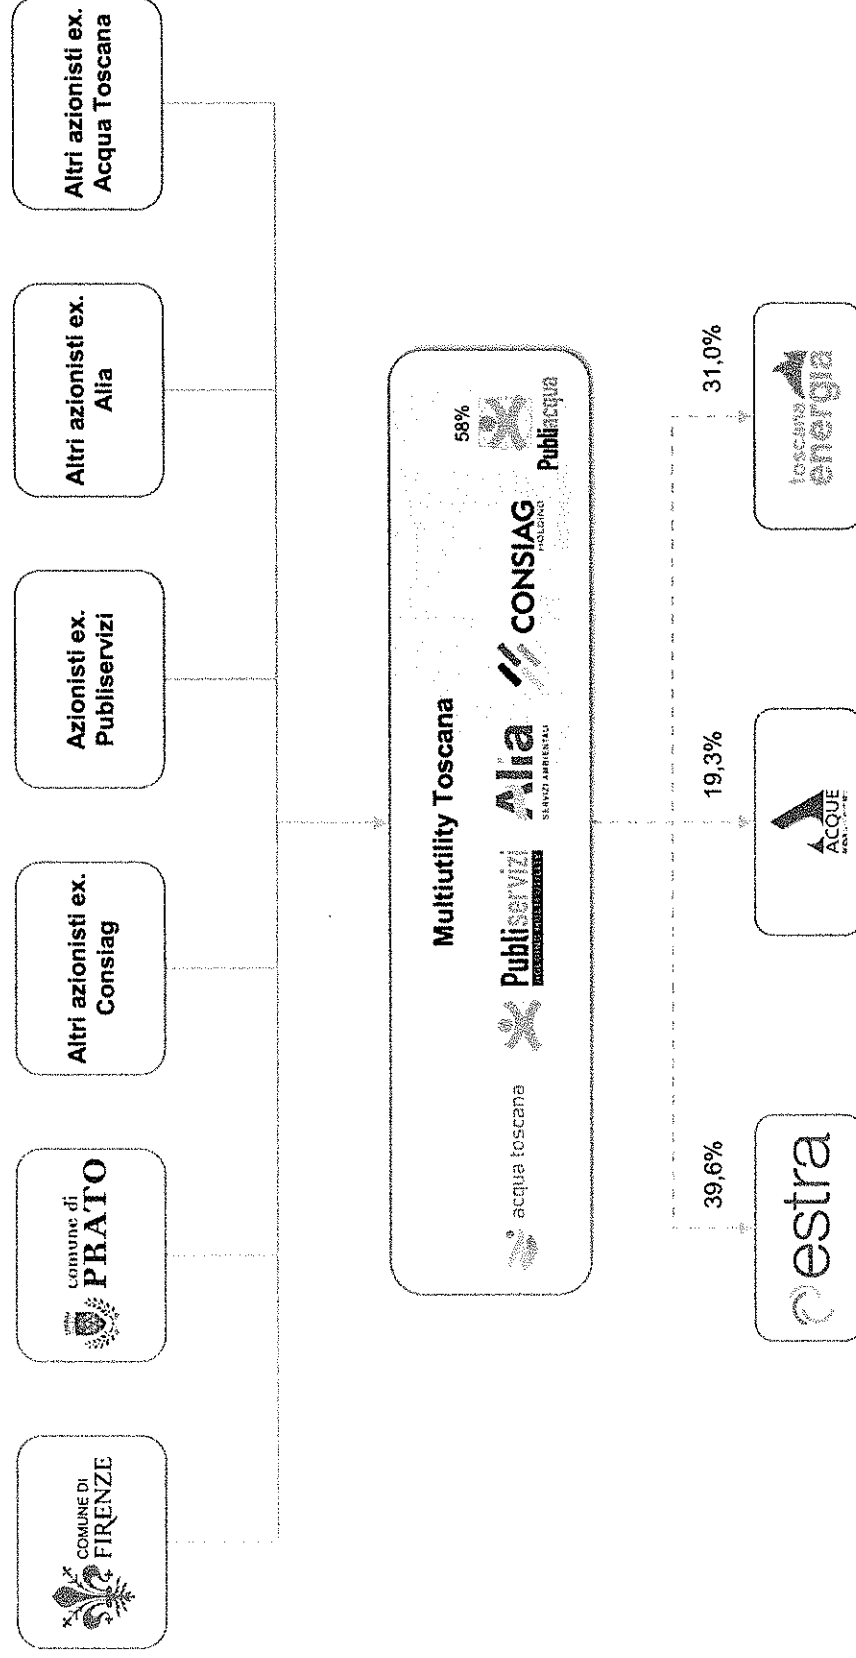 COMUNE DI
FIRENZE
comune di
PRATO
Altri azionisti ex.
Consiag
Azionisti ex.
Publiservizi
Altri azionisti ex.
Alia
Altri azionisti ex.
Acqua Toscana
Multiutility Toscana
acqua toscana
Publiservizi
Alia
SERVIZI AMBIENTALI
CONSIAG
HOLDING
58%
Publiacqua
39,6%
19,3%
31,0%
estra
ACQUE
toscana
energia